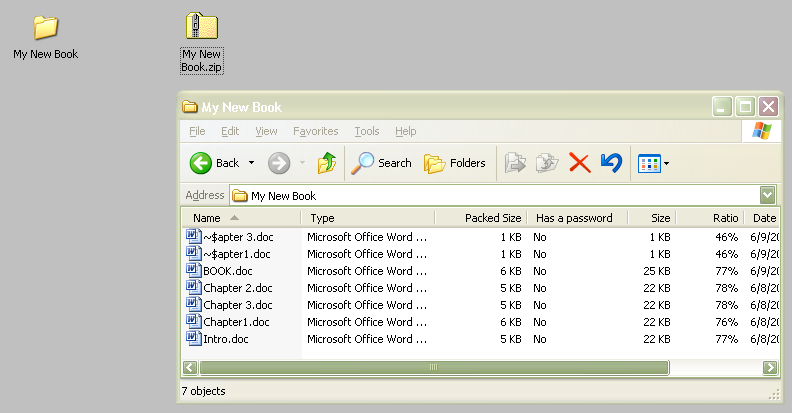 My New Book
My New
Book.zip
My New Book
File Edit View Favorites Tools Help
Back Search Folders
Address My New Book
Name Type Packed Size Has a password Size Ratio Date
~$apter 3.doc Microsoft Office Word ... 1 KB No 1 KB 46% 6/9/20
~$apter1.doc Microsoft Office Word ... 1 KB No 1 KB 46% 6/9/20
BOOK.doc Microsoft Office Word ... 6 KB No 25 KB 77% 6/9/20
Chapter 2.doc Microsoft Office Word ... 5 KB No 22 KB 78% 6/8/20
Chapter 3.doc Microsoft Office Word ... 5 KB No 22 KB 78% 6/8/20
Chapter1.doc Microsoft Office Word ... 6 KB No 22 KB 76% 6/8/20
Intro.doc Microsoft Office Word ... 5 KB No 22 KB 77% 6/8/20
7 objects